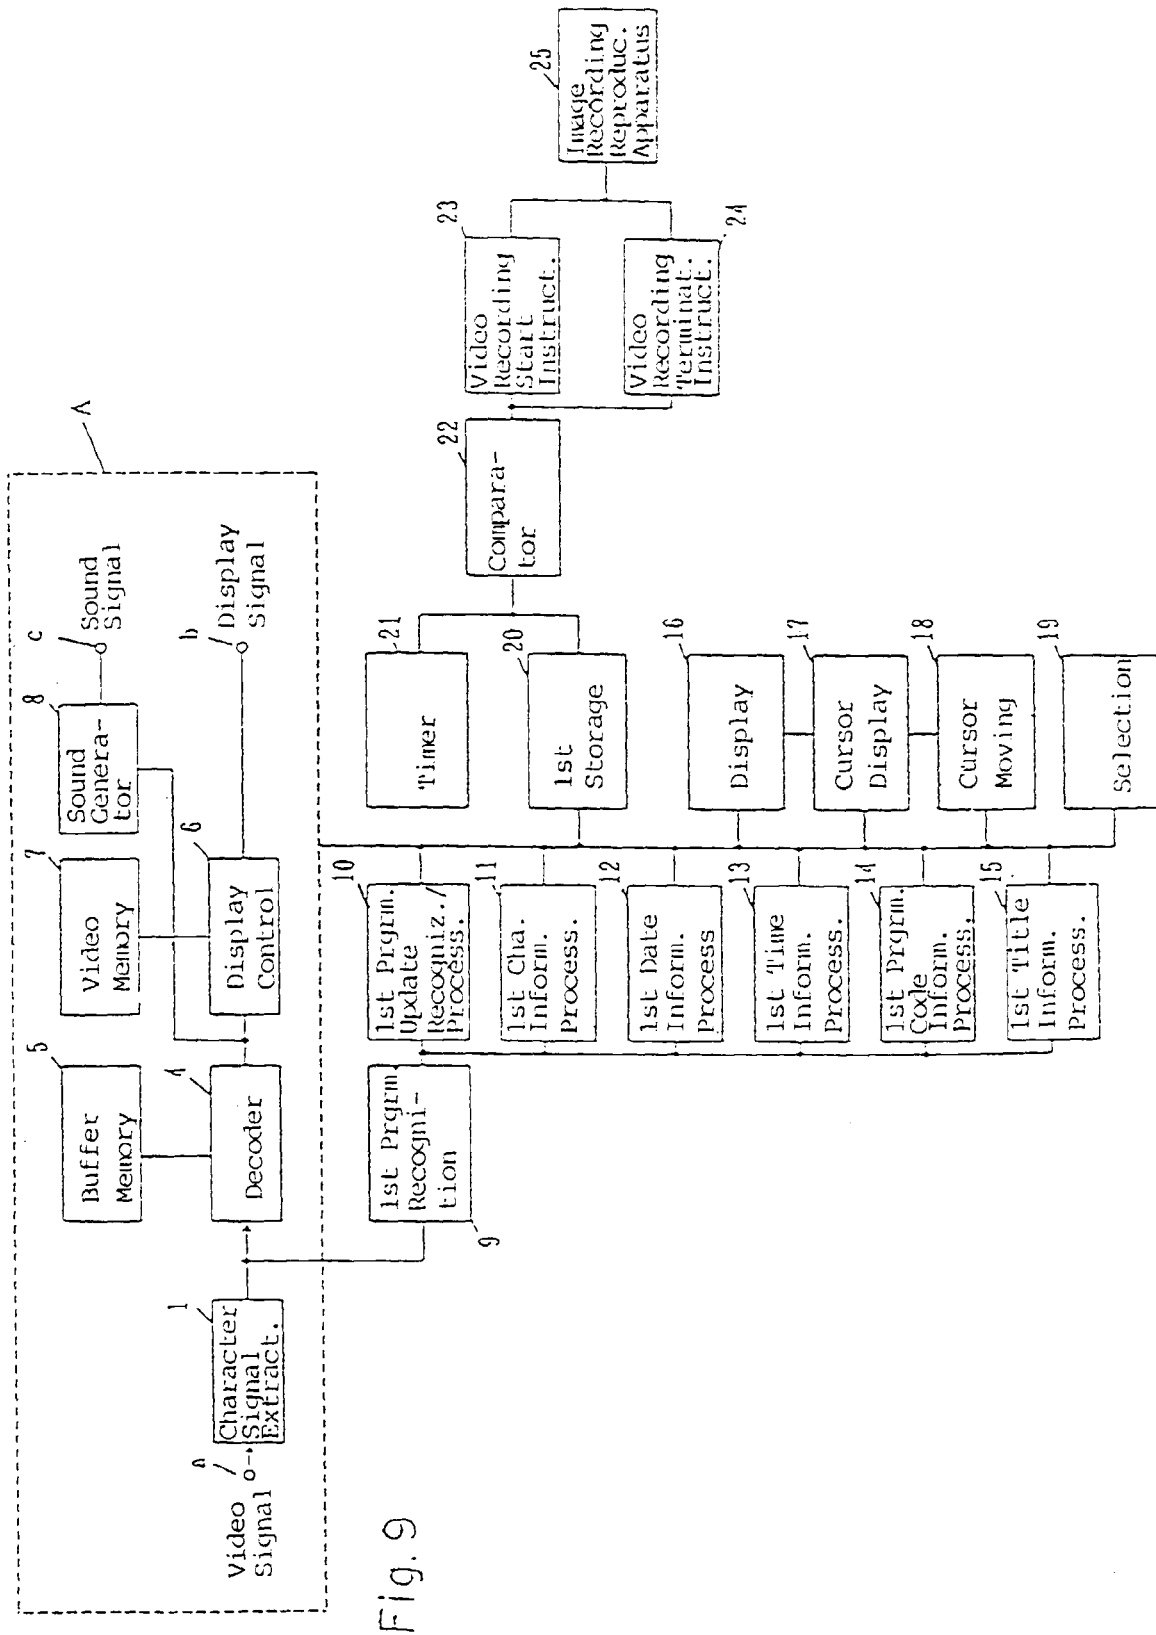 Fig. 9
A
a
Video
Signal
1
Character
Signal
Extract.
5
Buffer
Memory
4
Decoder
7
Video
Memory
6
Display
Control
8
Sound
Genera-
tor
c
Sound
Signal
b
Display
Signal
9
1st Prgrm.
Recogni-
tion
10
1st Prgrm.
Update
Recogniz./
Process.
11
1st Cha.
Inform.
Process.
12
1st Date
Inform.
Process
13
1st Time
Inform.
Process.
14
1st Prgrm.
Code
Inform.
Process.
15
1st Title
Inform.
Process.
21
Timer
20
1st
Storage
16
Display
17
Cursor
Display
18
Cursor
Moving
19
Selection
22
Compara-
tor
23
Video
Recording
Start
Instruct.
24
Video
Recording
Terminat.
Instruct.
25
Image
Recording
Reproduc.
Apparatus